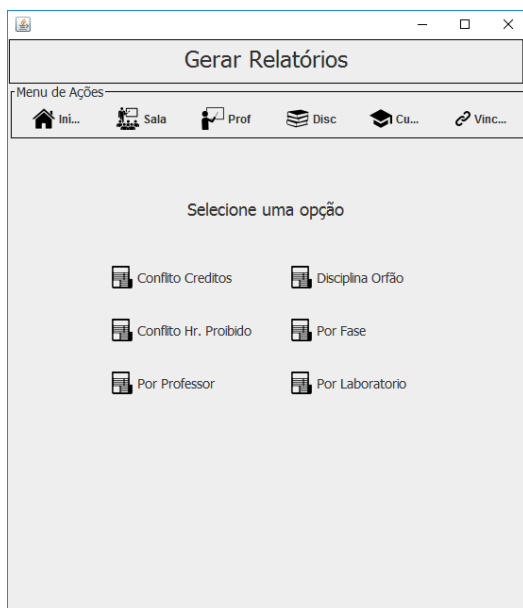 Gerar Relatórios
Menu de Ações
Iní... Sala Prof Disc Cu... Vinc...
Selecione uma opção
Conflito Creditos Disciplina Orfão
Conflito Hr. Proibido Por Fase
Por Professor Por Laboratorio